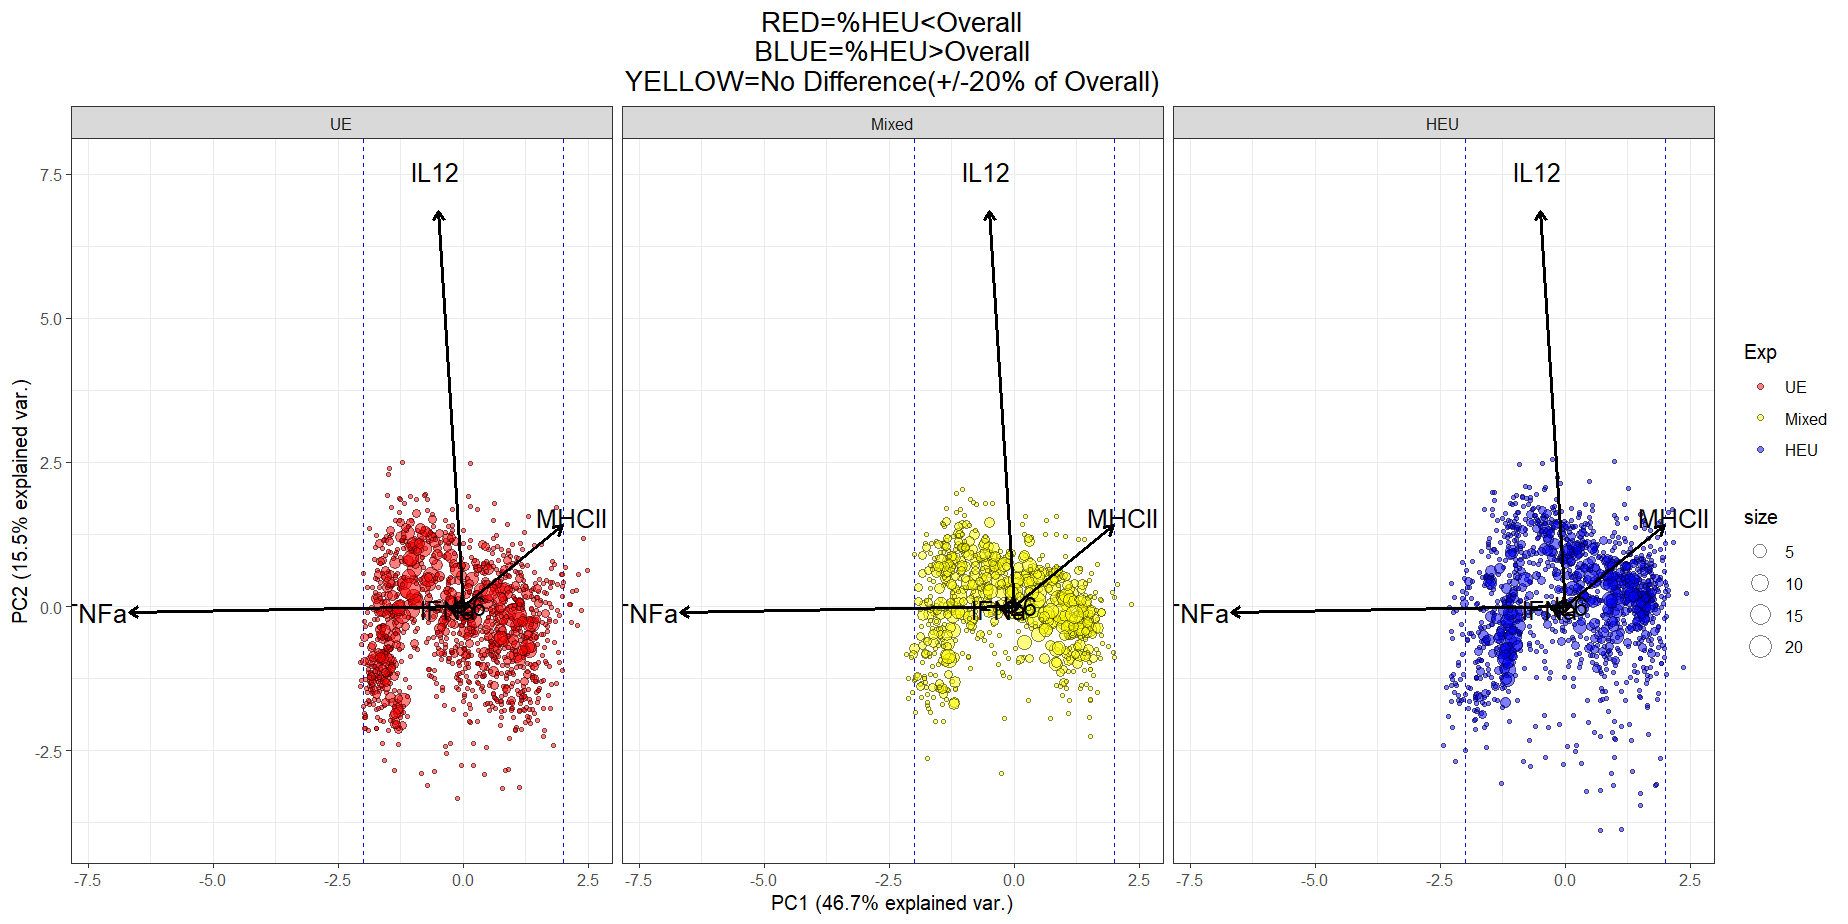 RED=%HEU<Overall
BLUE=%HEU>Overall
YELLOW=No Difference(+/-20% of Overall)
UE
Mixed
HEU
IL12
IL12
IL12
MHCII
MHCII
MHCII
NFa
NFa
NFa
IFNa
IFNa
IFNa
7.5
5.0
2.5
0.0
-2.5
PC2 (15.5% explained var.)
-7.5 -5.0 -2.5 0.0 2.5
-7.5 -5.0 -2.5 0.0 2.5
-7.5 -5.0 -2.5 0.0 2.5
PC1 (46.7% explained var.)
Exp
UE
Mixed
HEU
size
5
10
15
20